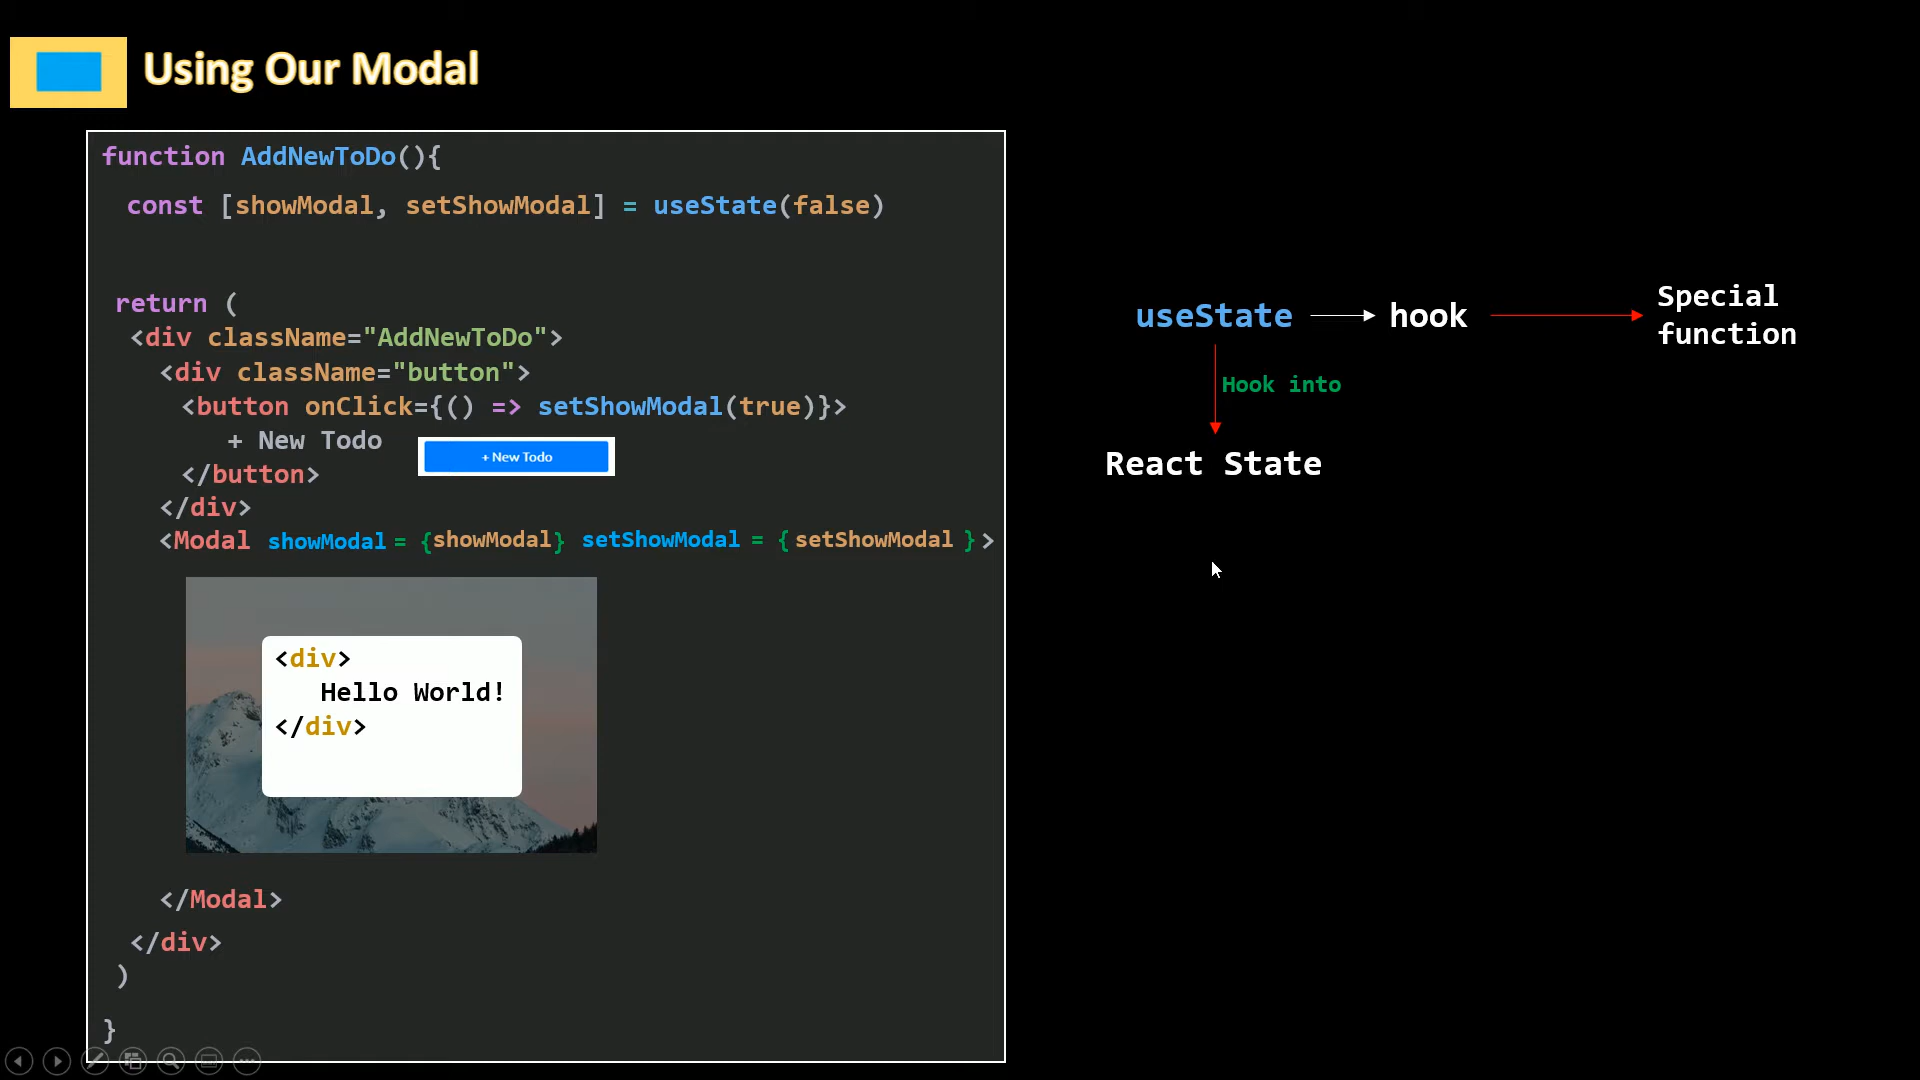 Using Our Modal
function AddNewToDo(){
const [showModal, setShowModal] = useState(false)
return (
<div className="AddNewToDo">
<div className="button">
<button onClick={() => setShowModal(true)}>
+ New Todo
+ New Todo
</button>
</div>
<Modal showModal = {showModal} setShowModal = { setShowModal }>
<div>
Hello World!
</div>
</Modal>
</div>
)
}
useState
hook
Special
function
Hook into
React State